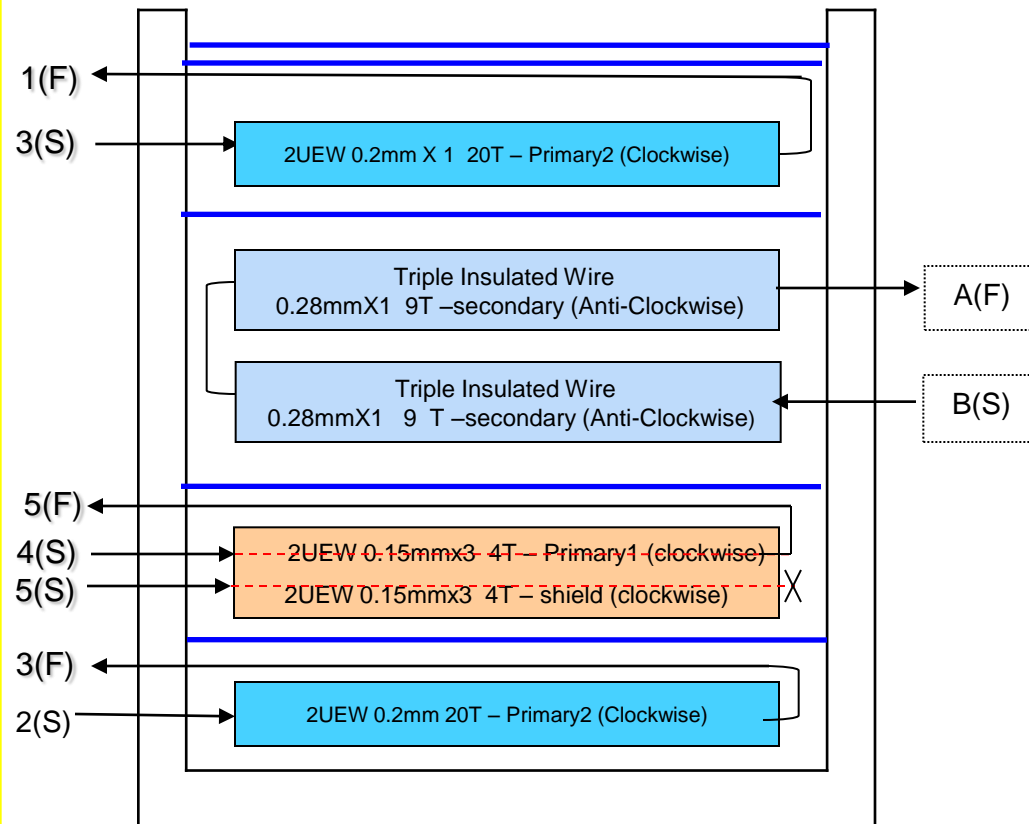 1(F)
3(S)
2UEW 0.2mm X 1 20T – Primary2 (Clockwise)
Triple Insulated Wire
0.28mmX1 9T –secondary (Anti-Clockwise)
A(F)
Triple Insulated Wire
0.28mmX1 9 T –secondary (Anti-Clockwise)
B(S)
5(F)
4(S)
2UEW 0.15mmx3 4T – Primary1 (clockwise)
5(S)
2UEW 0.15mmx3 4T – shield (clockwise)
3(F)
2(S)
2UEW 0.2mm 20T – Primary2 (Clockwise)